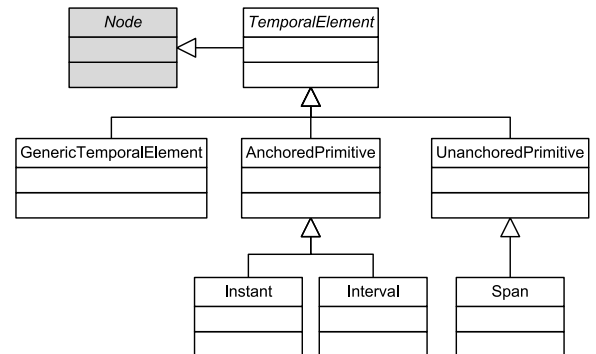 Node
TemporalElement
GenericTemporalElement
AnchoredPrimitive
UnanchoredPrimitive
Instant
Interval
Span